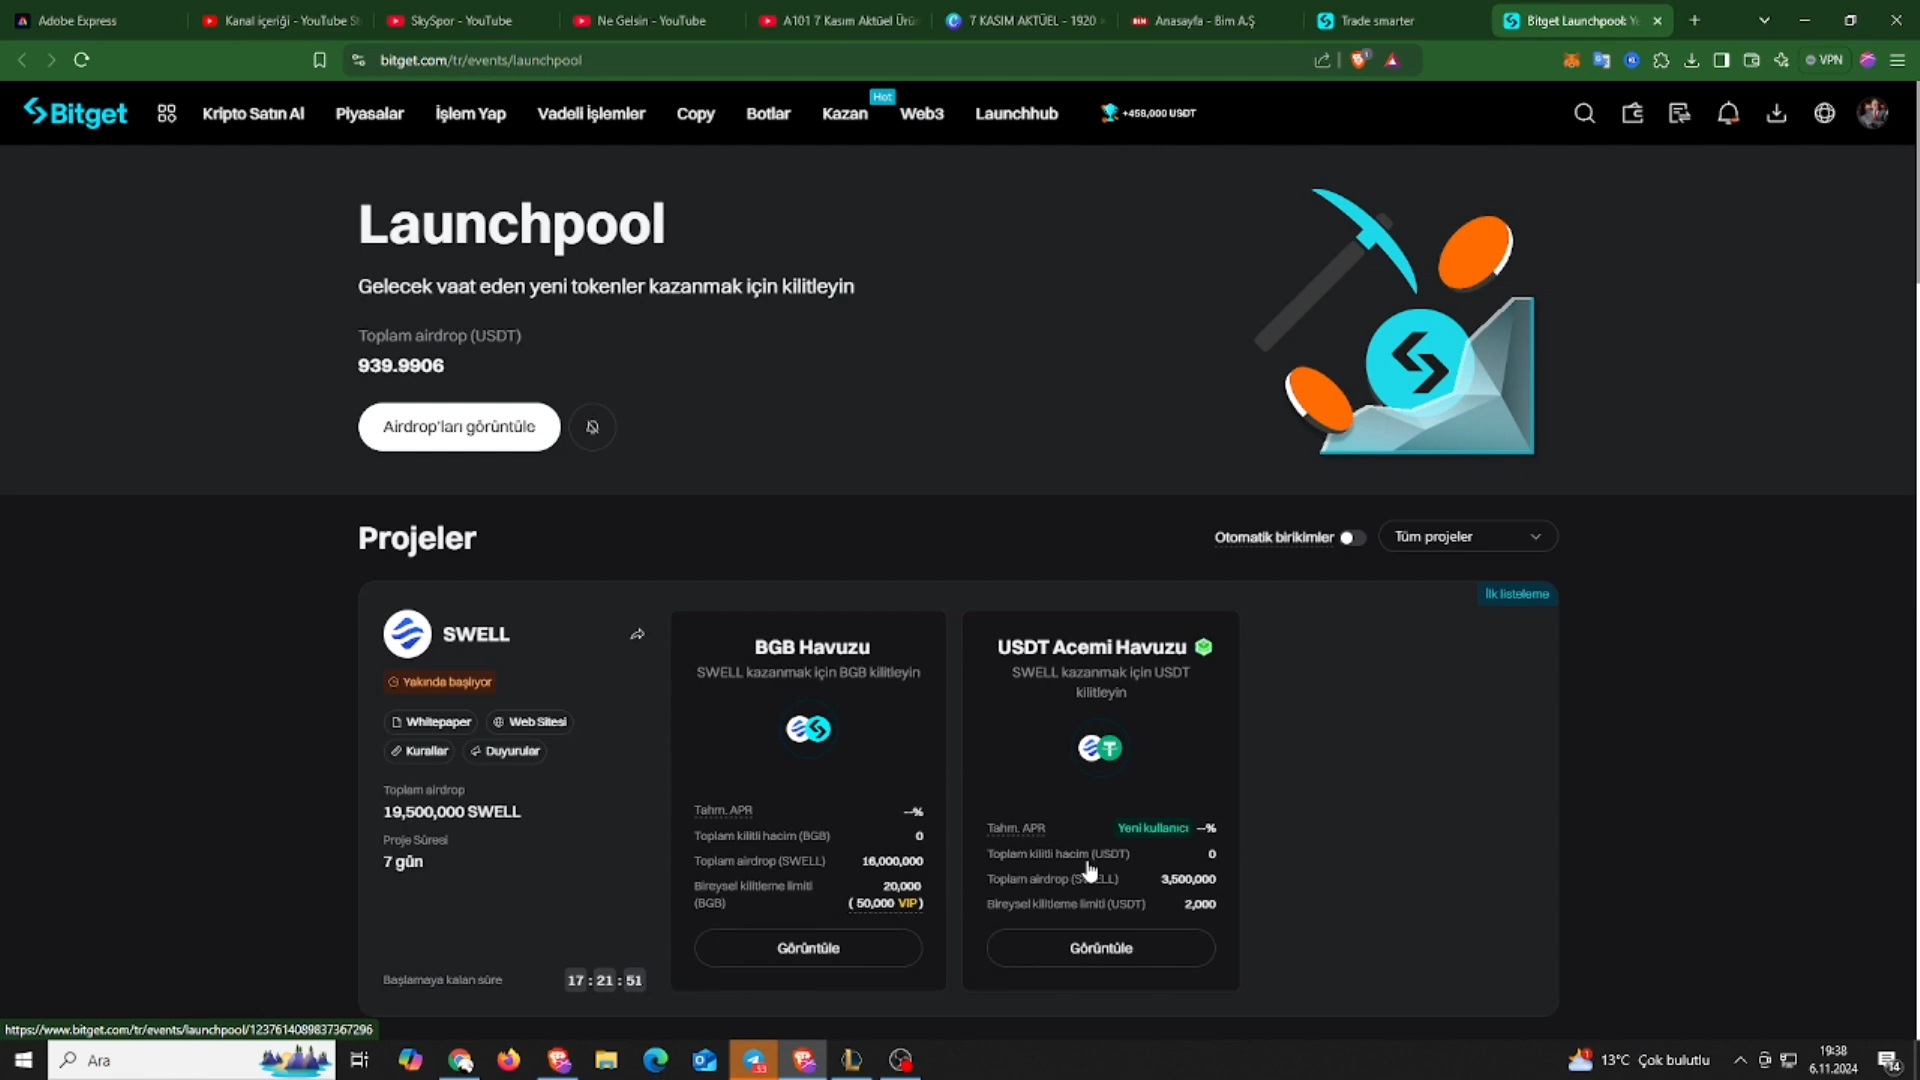 Adobe Express
Kanal içeriği - YouTube St
SkySpor - YouTube
Ne Gelsin - YouTube
A101 7 Kasım Aktüel Ürü
7 KASIM AKTÜEL - 1920
BİM
Anasayfa - Bim A.Ş
Trade smarter
Bitget Launchpool: Y
bitget.com/tr/events/launchpool
1
VPN
Bitget
Kripto Satın Al
Piyasalar
İşlem Yap
Vadeli İşlemler
Copy
Botlar
Kazan
Hot
Web3
Launchhub
+458,000 USDT
Launchpool
Gelecek vaat eden yeni tokenler kazanmak için kilitleyin
Toplam airdrop (USDT)
939.9906
Airdrop'ları görüntüle
Projeler
Otomatik birikimler
Tüm projeler
İlk listeleme
SWELL
Yakında başlıyor
Whitepaper
Web Sitesi
Kurallar
Duyurular
Toplam airdrop
19,500,000 SWELL
Proje Süresi
7 gün
Başlamaya kalan süre
17 : 21 : 51
BGB Havuzu
SWELL kazanmak için BGB kilitleyin
Tahm. APR
--%
Toplam kilitli hacim (BGB)
0
Toplam airdrop (SWELL)
16,000,000
Bireysel kilitleme limiti
(BGB)
20,000
( 50,000 VIP )
Görüntüle
USDT Acemi Havuzu
SWELL kazanmak için USDT
kilitleyin
Tahm. APR
Yeni kullanıcı --%
Toplam kilitli hacim (USDT)
0
Toplam airdrop (SWELL)
3,500,000
Bireysel kilitleme limiti (USDT)
2,000
Görüntüle
https://www.bitget.com/tr/events/launchpool/1237614089837367296
Ara
13°C Çok bulutlu
19:38
6.11.2024
14